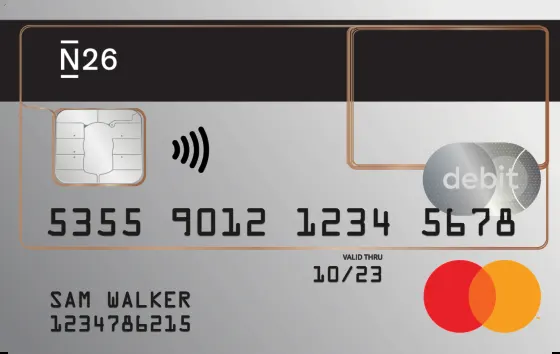 N26
debit
5355 9012 1234 5678
VALID THRU
10/23
SAM WALKER
1234786215